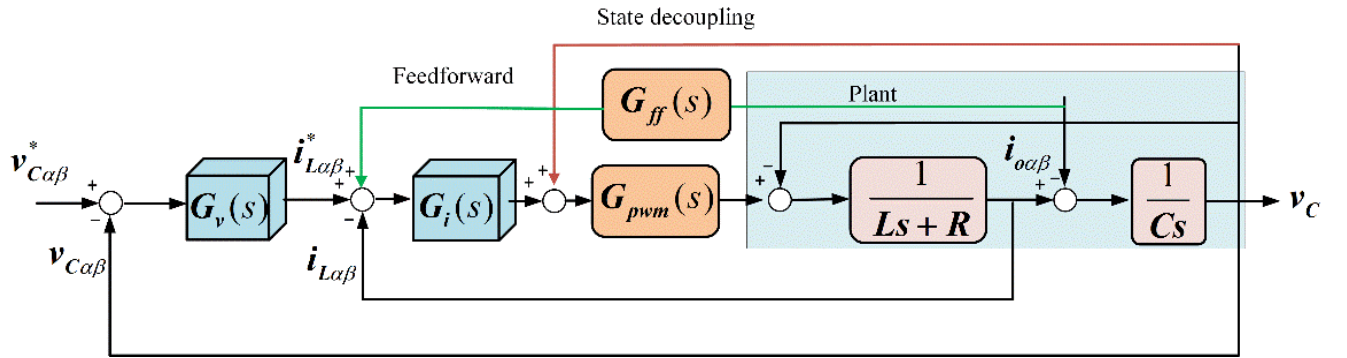 State decoupling
Feedforward
G_ff(s)
Plant
v*_Cαβ
i*_Lαβ
i_oαβ
G_v(s)
G_i(s)
G_pwm(s)
1
Ls + R
1
Cs
v_C
v_Cαβ
i_Lαβ
+
−
+
+
−
+
+
+
−
+
−